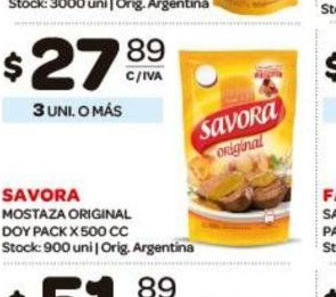 Stock: 3000 uni | Orig. Argentina
$27 89
C/IVA
3 UNI. O MÁS
SAVORA
original
SAVORA
MOSTAZA ORIGINAL
DOY PACK X 500 CC
Stock: 900 uni | Orig. Argentina
89